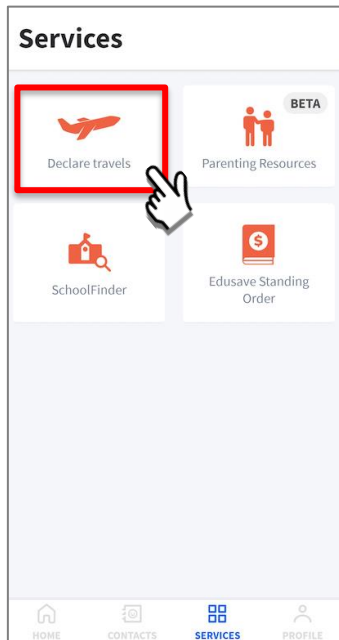 Services
Declare travels
BETA
Parenting Resources
SchoolFinder
Edusave Standing
Order
HOME
CONTACTS
SERVICES
PROFILE